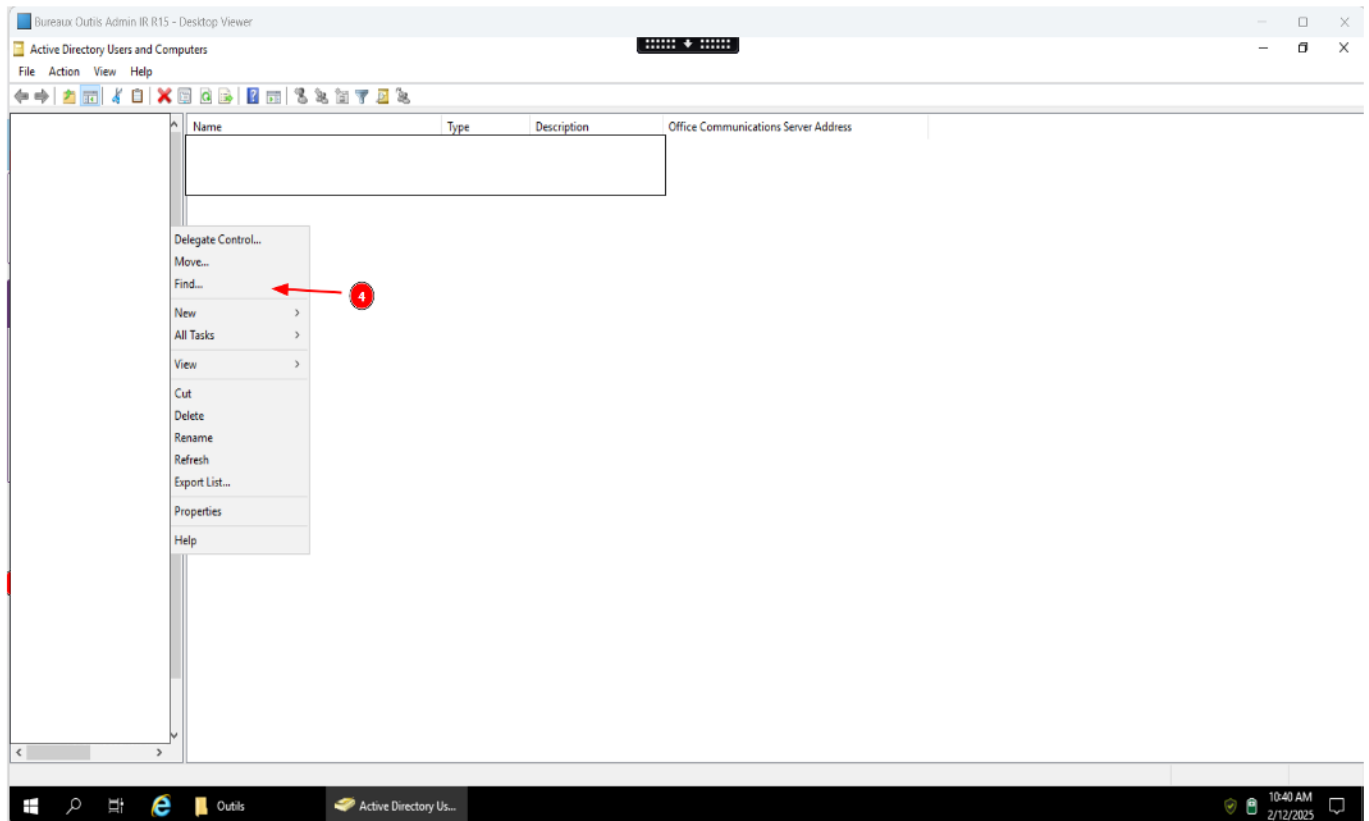 Bureaux Outils Admin IR R15 - Desktop Viewer
Active Directory Users and Computers
File Action View Help
Name Type Description Office Communications Server Address
Delegate Control...
Move...
Find...
4
New
All Tasks
View
Cut
Delete
Rename
Refresh
Export List...
Properties
Help
Outils
Active Directory Us...
10:40 AM
2/12/2025